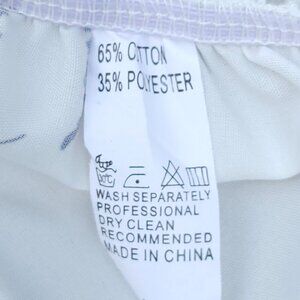 65% COTTON
35% POLYESTER
WASH SEPARATELY
PROFESSIONAL
DRY CLEAN
RECOMMENDED
MADE IN CHINA